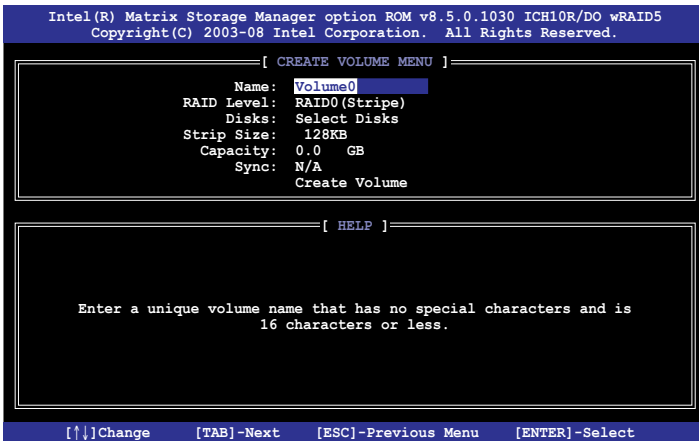 Intel(R) Matrix Storage Manager option ROM v8.5.0.1030 ICH10R/DO wRAID5
Copyright(C) 2003-08 Intel Corporation.  All Rights Reserved.
[ CREATE VOLUME MENU ]
Name: Volume0
RAID Level: RAID0(Stripe)
Disks: Select Disks
Strip Size: 128KB
Capacity: 0.0 GB
Sync: N/A
Create Volume
[ HELP ]
Enter a unique volume name that has no special characters and is
16 characters or less.
[↑↓]Change [TAB]-Next [ESC]-Previous Menu [ENTER]-Select